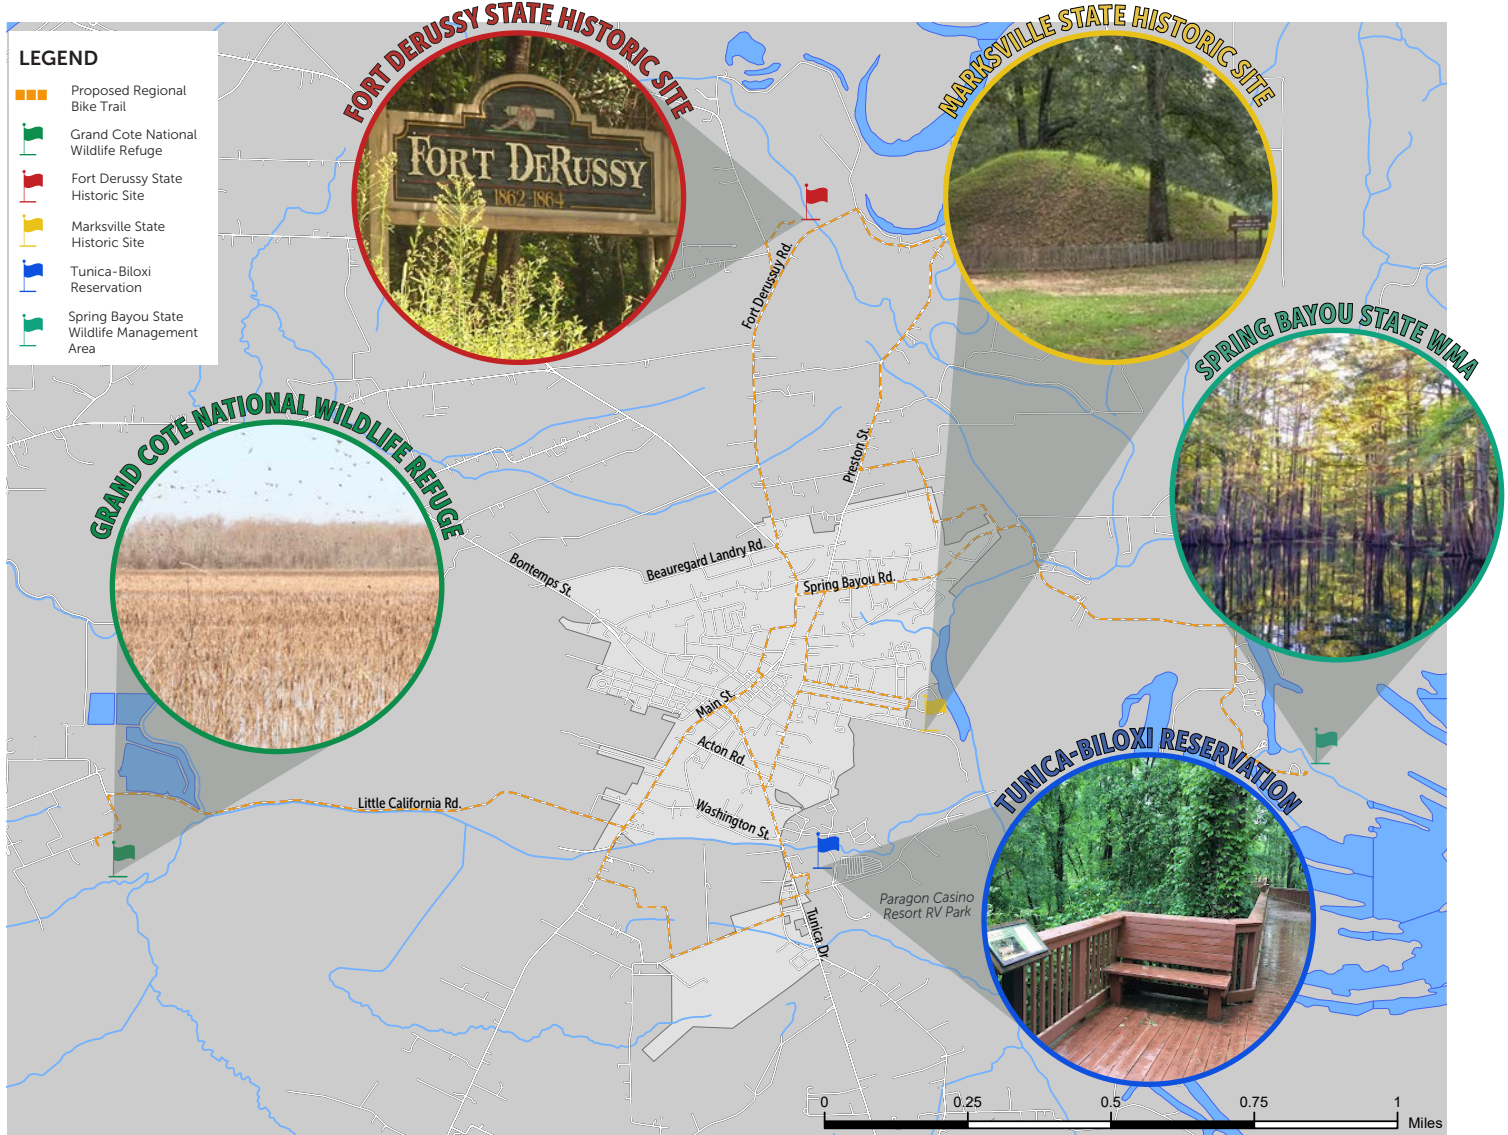 FORT DERUSSY STATE HISTORIC SITE
MARKSVILLE STATE HISTORIC SITE
LEGEND
Proposed Regional
Bike Trail
Grand Cote National
Wildlife Refuge
Fort Derussy State
Historic Site
Marksville State
Historic Site
Tunica-Biloxi
Reservation
Spring Bayou State
Wildlife Management
Area
FORT DERUSSY
1862-1864
Fort Derussuy Rd.
SPRING BAYOU STATE WMA
GRAND COTE NATIONAL WILDLIFE REFUGE
Preston St.
Beauregard Landry Rd.
Bontemps St.
Spring Bayou Rd.
Main St.
Acton Rd.
TUNICA-BILOXI RESERVATION
Little California Rd.
Washington St.
Paragon Casino
Resort RV Park
Tunica Dr.
0 0.25 0.5 0.75 1
Miles